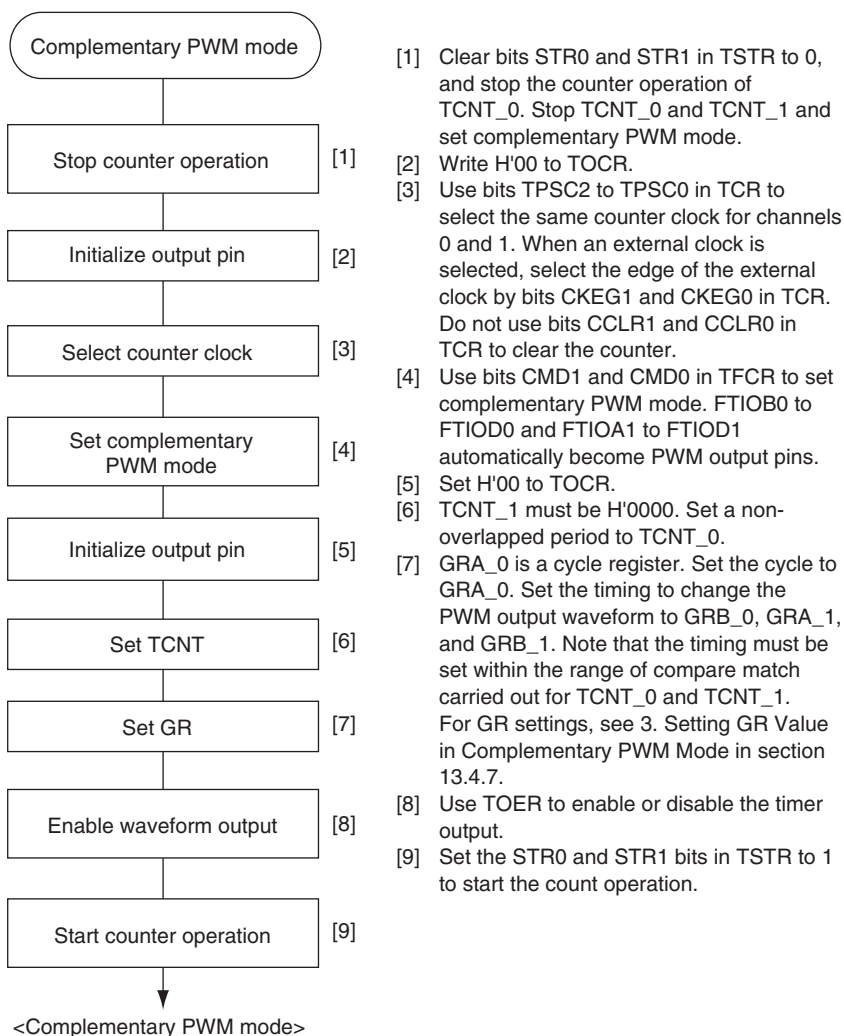 Complementary PWM mode
Stop counter operation [1]
Initialize output pin [2]
Select counter clock [3]
Set complementary
PWM mode [4]
Initialize output pin [5]
Set TCNT [6]
Set GR [7]
Enable waveform output [8]
Start counter operation [9]
<Complementary PWM mode>
[1] Clear bits STR0 and STR1 in TSTR to 0,
and stop the counter operation of
TCNT_0. Stop TCNT_0 and TCNT_1 and
set complementary PWM mode.
[2] Write H'00 to TOCR.
[3] Use bits TPSC2 to TPSC0 in TCR to
select the same counter clock for channels
0 and 1. When an external clock is
selected, select the edge of the external
clock by bits CKEG1 and CKEG0 in TCR.
Do not use bits CCLR1 and CCLR0 in
TCR to clear the counter.
[4] Use bits CMD1 and CMD0 in TFCR to set
complementary PWM mode. FTIOB0 to
FTIOD0 and FTIOA1 to FTIOD1
automatically become PWM output pins.
[5] Set H'00 to TOCR.
[6] TCNT_1 must be H'0000. Set a non-
overlapped period to TCNT_0.
[7] GRA_0 is a cycle register. Set the cycle to
GRA_0. Set the timing to change the
PWM output waveform to GRB_0, GRA_1,
and GRB_1. Note that the timing must be
set within the range of compare match
carried out for TCNT_0 and TCNT_1.
For GR settings, see 3. Setting GR Value
in Complementary PWM Mode in section
13.4.7.
[8] Use TOER to enable or disable the timer
output.
[9] Set the STR0 and STR1 bits in TSTR to 1
to start the count operation.